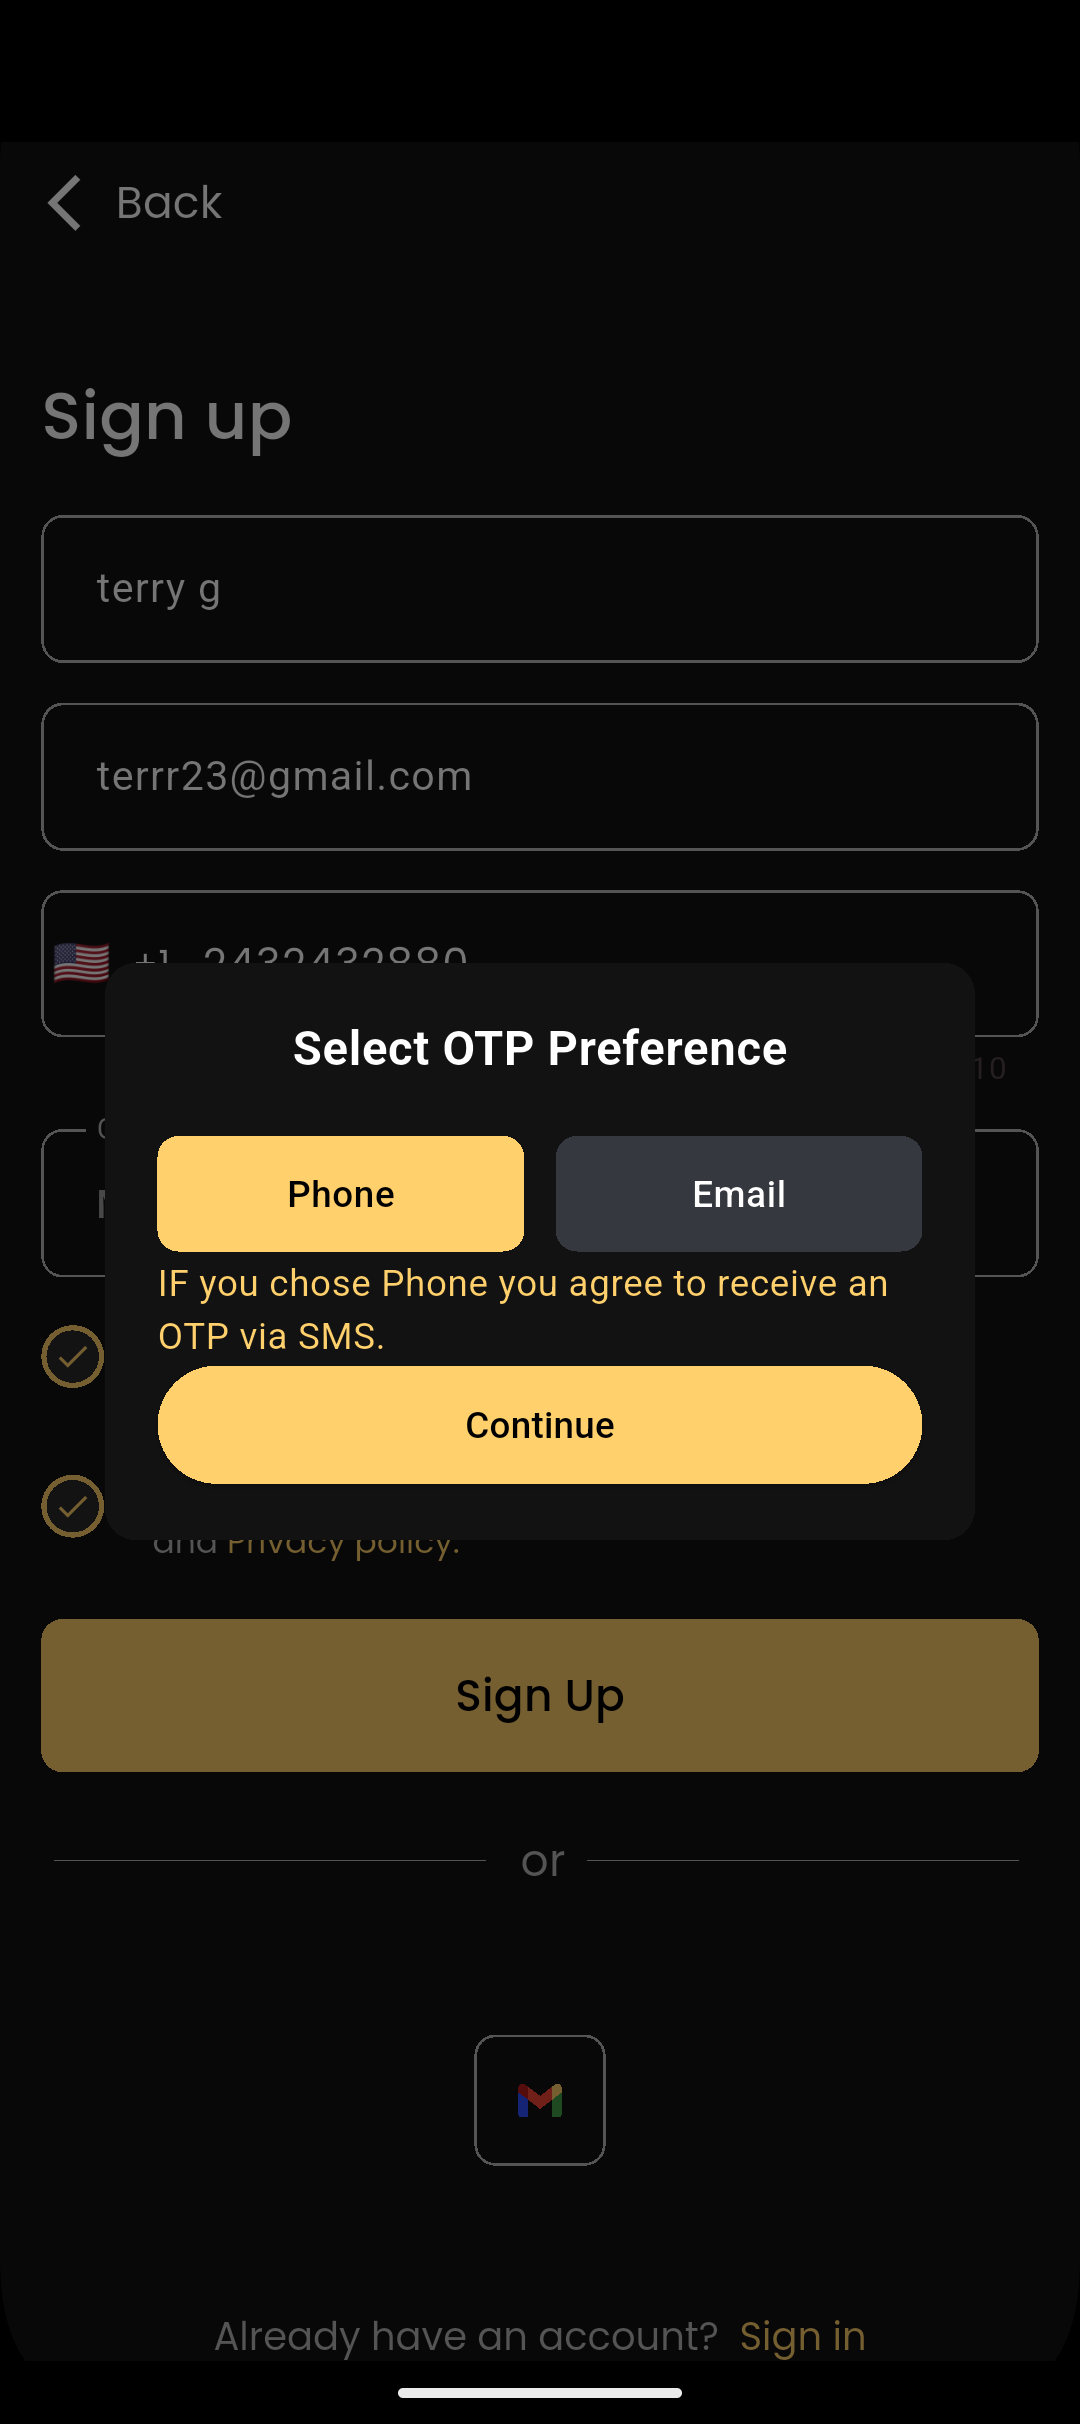 Back
Sign up
terry g
terrr23@gmail.com
+1 2432432880
Select OTP Preference
10
Phone
Email
IF you chose Phone you agree to receive an
OTP via SMS.
Continue
and Privacy policy.
Sign Up
or
Already have an account? Sign in